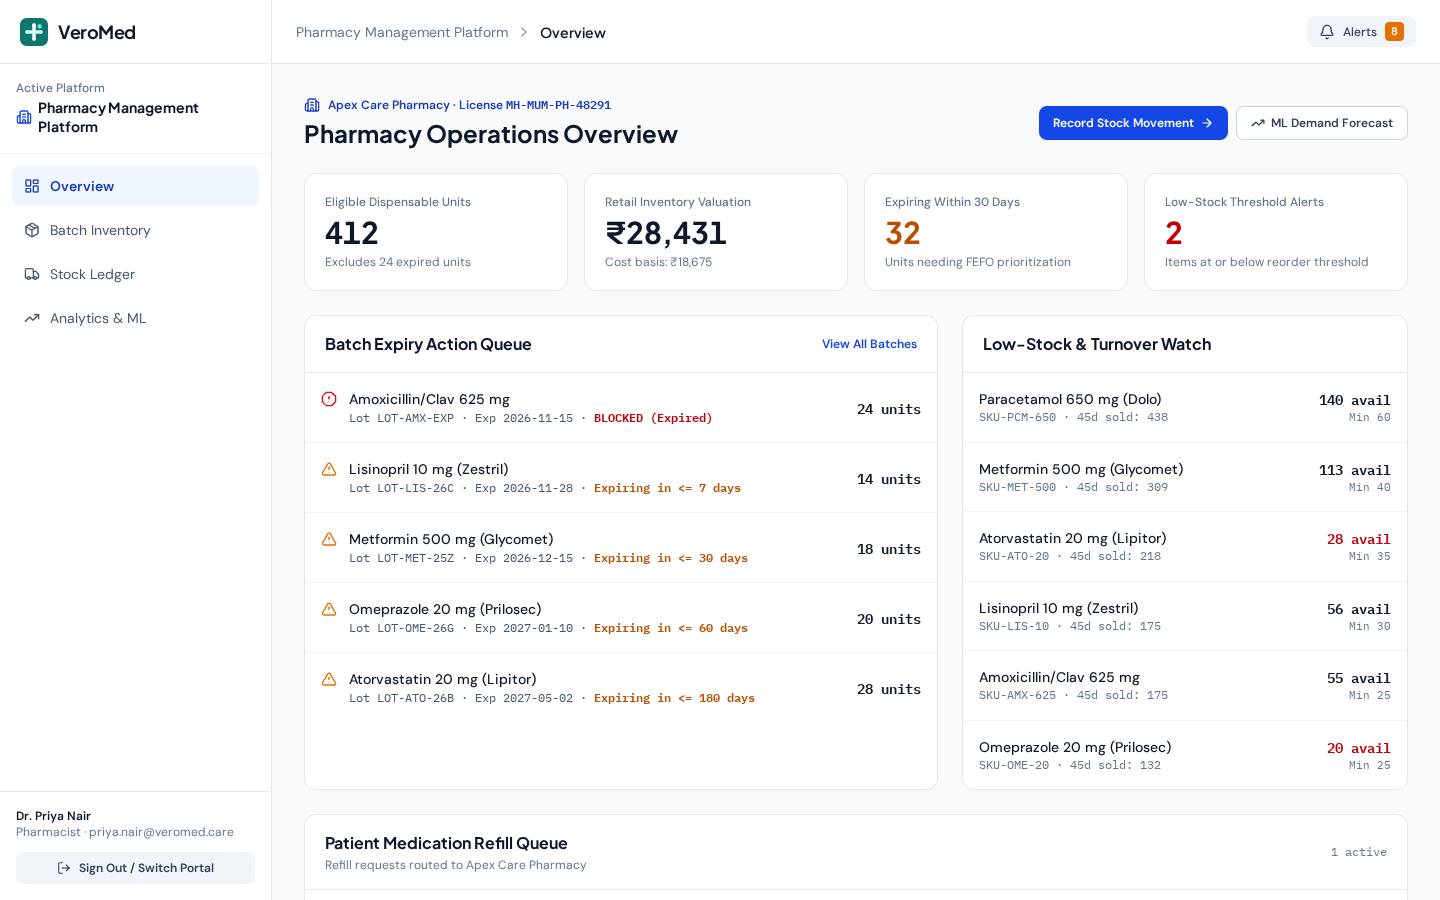 VeroMed
Active Platform
Pharmacy Management
Platform
Overview
Batch Inventory
Stock Ledger
Analytics & ML
Dr. Priya Nair
Pharmacist · priya.nair@veromed.care
Sign Out / Switch Portal
Pharmacy Management Platform > Overview
Alerts 8
Apex Care Pharmacy · License MH-MUM-PH-48291
Pharmacy Operations Overview
Record Stock Movement →
ML Demand Forecast
Eligible Dispensable Units
412
Excludes 24 expired units
Retail Inventory Valuation
₹28,431
Cost basis: ₹18,675
Expiring Within 30 Days
32
Units needing FEFO prioritization
Low-Stock Threshold Alerts
2
Items at or below reorder threshold
Batch Expiry Action Queue
View All Batches
Amoxicillin/Clav 625 mg
Lot LOT-AMX-EXP · Exp 2026-11-15 · BLOCKED (Expired)
24 units
Lisinopril 10 mg (Zestril)
Lot LOT-LIS-26C · Exp 2026-11-28 · Expiring in <= 7 days
14 units
Metformin 500 mg (Glycomet)
Lot LOT-MET-25Z · Exp 2026-12-15 · Expiring in <= 30 days
18 units
Omeprazole 20 mg (Prilosec)
Lot LOT-OME-26G · Exp 2027-01-10 · Expiring in <= 60 days
20 units
Atorvastatin 20 mg (Lipitor)
Lot LOT-ATO-26B · Exp 2027-05-02 · Expiring in <= 180 days
28 units
Low-Stock & Turnover Watch
Paracetamol 650 mg (Dolo)
SKU-PCM-650 · 45d sold: 438
140 avail
Min 60
Metformin 500 mg (Glycomet)
SKU-MET-500 · 45d sold: 309
113 avail
Min 40
Atorvastatin 20 mg (Lipitor)
SKU-ATO-20 · 45d sold: 218
28 avail
Min 35
Lisinopril 10 mg (Zestril)
SKU-LIS-10 · 45d sold: 175
56 avail
Min 30
Amoxicillin/Clav 625 mg
SKU-AMX-625 · 45d sold: 175
55 avail
Min 25
Omeprazole 20 mg (Prilosec)
SKU-OME-20 · 45d sold: 132
20 avail
Min 25
Patient Medication Refill Queue
Refill requests routed to Apex Care Pharmacy
1 active